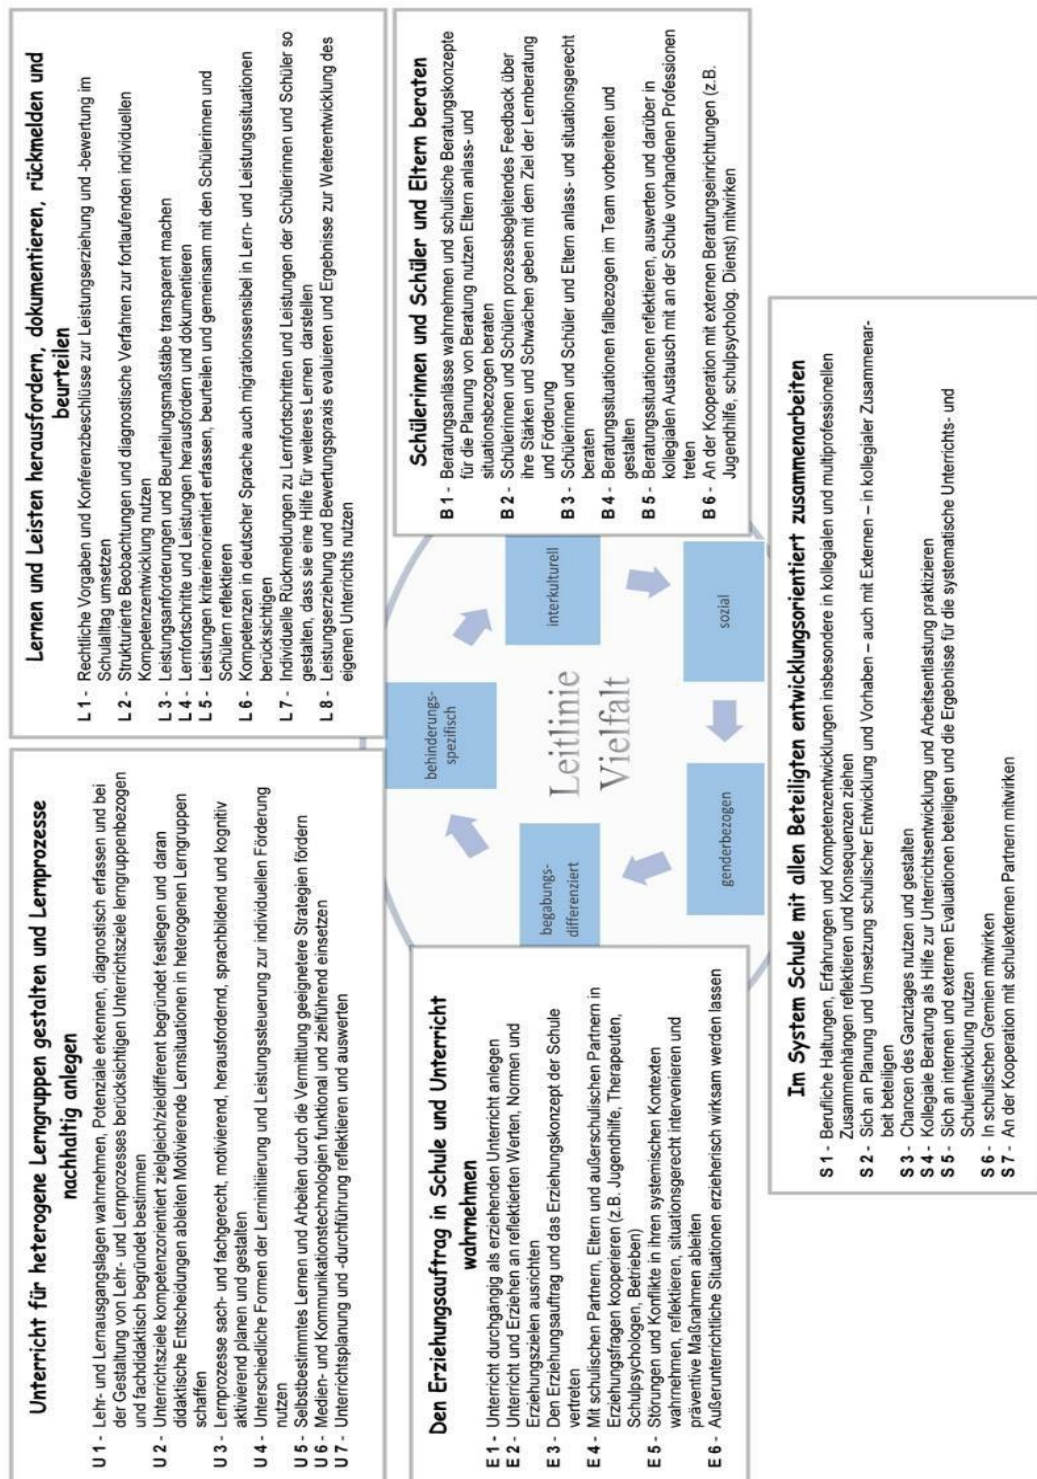 Unterricht für heterogene Lerngruppen gestalten und Lernprozesse
nachhaltig anlegen
U 1 - Lehr- und Lernausgangslagen wahrnehmen, Potenziale erkennen, diagnostisch erfassen und bei
der Gestaltung von Lehr- und Lernprozesses berücksichtigen Unterrichtsziele lerngruppenbezogen
und fachdidaktisch begründet bestimmen
U 2 - Unterrichtsziele kompetenzorientiert zielgleich/zieldifferent begründet festlegen und daran
didaktische Entscheidungen ableiten Motivierende Lernsituationen in heterogenen Lerngruppen
schaffen
U 3 - Lernprozesse sach- und fachgerecht, motivierend, herausfordernd, sprachbildend und kognitiv
aktivierend planen und gestalten
U 4 - Unterschiedliche Formen der Lerninitiierung und Leistungssteuerung zur individuellen Förderung
nutzen
U 5 - Selbstbestimmtes Lernen und Arbeiten durch die Vermittlung geeignetere Strategien fördern
U 6 - Medien- und Kommunikationstechnologien funktional und zielführend einsetzen
U 7 - Unterrichtsplanung und -durchführung reflektieren und auswerten
Lernen und Leisten herausfordern, dokumentieren, rückmelden und
beurteilen
L 1 - Rechtliche Vorgaben und Konferenzbeschlüsse zur Leistungserziehung und -bewertung im
Schulalltag umsetzen
L 2 - Strukturierte Beobachtungen und diagnostische Verfahren zur fortlaufenden individuellen
Kompetenzentwicklung nutzen
L 3 - Leistungsanforderungen und Beurteilungsmaßstäbe transparent machen
L 4 - Lernfortschritte und Leistungen herausfordern und dokumentieren
L 5 - Leistungen kriterienorientiert erfassen, beurteilen und gemeinsam mit den Schülerinnen und
Schülern reflektieren
L 6 - Kompetenzen in deutscher Sprache auch migrationssensibel in Lern- und Leistungssituationen
berücksichtigen
L 7 - Individuelle Rückmeldungen zu Lernfortschritten und Leistungen der Schülerinnen und Schüler so
gestalten, dass sie eine Hilfe für weiteres Lernen darstellen
L 8 - Leistungserziehung und Bewertungspraxis evaluieren und Ergebnisse zur Weiterentwicklung des
eigenen Unterrichts nutzen
Den Erziehungsauftrag in Schule und Unterricht
wahrnehmen
E 1 - Unterricht durchgängig als erziehenden Unterricht anlegen
E 2 - Unterricht und Erziehen an reflektierten Werten, Normen und
Erziehungszielen ausrichten
E 3 - Den Erziehungsauftrag und das Erziehungskonzept der Schule
vertreten
E 4 - Mit schulischen Partnern, Eltern und außerschulischen Partnern in
Erziehungsfragen kooperieren (z.B. Jugendhilfe, Therapeuten,
Schulpsychologen, Betrieben)
E 5 - Störungen und Konflikte in ihren systemischen Kontexten
wahrnehmen, reflektieren, situationsgerecht intervenieren und
präventive Maßnahmen ableiten
E 6 - Außerunterrichtliche Situationen erzieherisch wirksam werden lassen
behinderungs-
spezifisch
begabungs-
differenziert
Leitlinie
Vielfalt
interkulturell
genderbezogen
sozial
Schülerinnen und Schüler und Eltern beraten
B 1 - Beratungsanlässe wahrnehmen und schulische Beratungskonzepte
für die Planung von Beratung nutzen Eltern anlass- und
situationsbezogen beraten
B 2 - Schülerinnen und Schülern prozessbegleitendes Feedback über
ihre Stärken und Schwächen geben mit dem Ziel der Lernberatung
und Förderung
B 3 - Schülerinnen und Schüler und Eltern anlass- und situationsgerecht
beraten
B 4 - Beratungssituationen fallbezogen im Team vorbereiten und
gestalten
B 5 - Beratungssituationen reflektieren, auswerten und darüber in
kollegialen Austausch mit an der Schule vorhandenen Professionen
treten
B 6 - An der Kooperation mit externen Beratungseinrichtungen (z.B.
Jugendhilfe, schulpsycholog. Dienst) mitwirken
Im System Schule mit allen Beteiligten entwicklungsorientiert zusammenarbeiten
S 1 - Berufliche Haltungen, Erfahrungen und Kompetenzentwicklungen insbesondere in kollegialen und multiprofessionellen
Zusammenhängen reflektieren und Konsequenzen ziehen
S 2 - Sich an Planung und Umsetzung schulischer Entwicklung und Vorhaben – auch mit Externen – in kollegialer Zusammenar-
beit beteiligen
S 3 - Chancen des Ganztages nutzen und gestalten
S 4 - Kollegiale Beratung als Hilfe zur Unterrichtsentwicklung und Arbeitsentlastung praktizieren
S 5 - Sich an internen und externen Evaluationen beteiligen und die Ergebnisse für die systematische Unterrichts- und
Schulentwicklung nutzen
S 6 - In schulischen Gremien mitwirken
S 7 - An der Kooperation mit schulexternen Partnern mitwirken